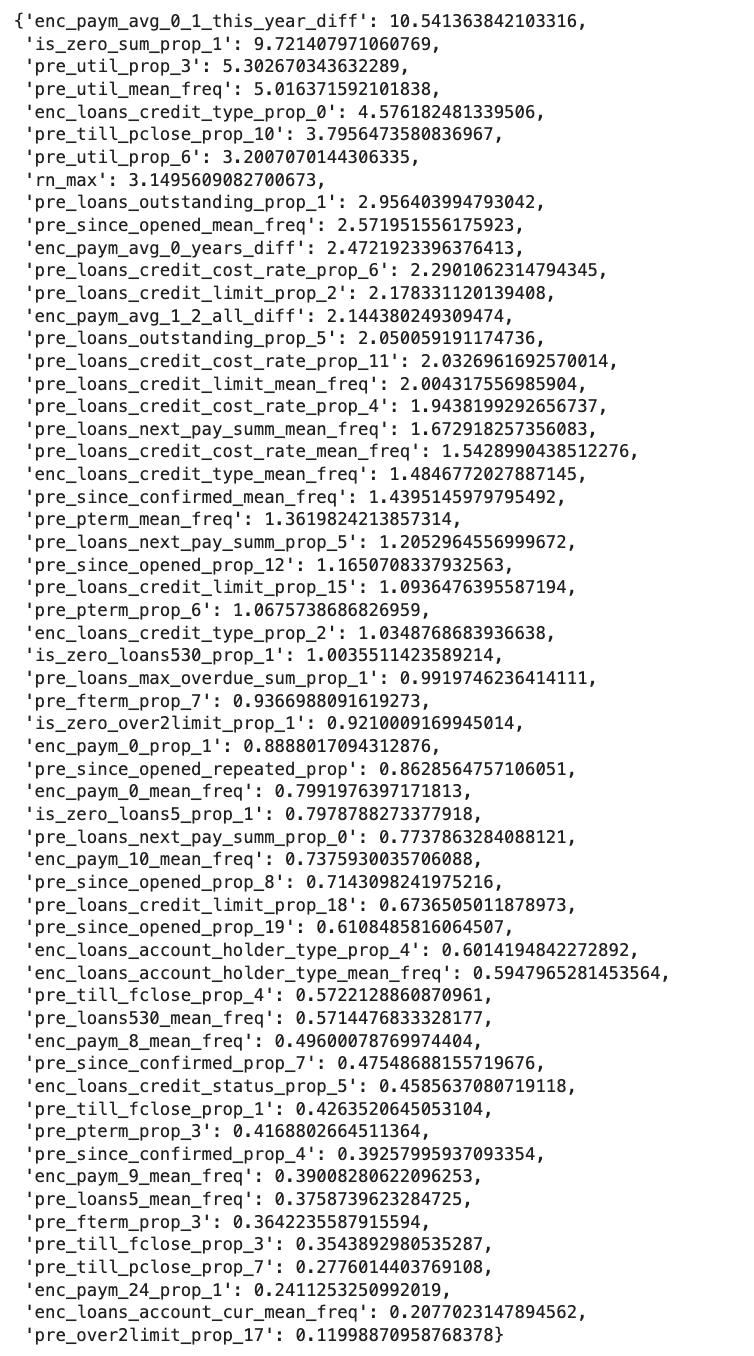 {'enc_paym_avg_0_1_this_year_diff': 10.541363842103316,
'is_zero_sum_prop_1': 9.721407971060769,
'pre_util_prop_3': 5.302670343632289,
'pre_util_mean_freq': 5.016371592101838,
'enc_loans_credit_type_prop_0': 4.576182481339506,
'pre_till_pclose_prop_10': 3.7956473580836967,
'pre_util_prop_6': 3.2007070144306335,
'rn_max': 3.1495609082700673,
'pre_loans_outstanding_prop_1': 2.956403994793042,
'pre_since_opened_mean_freq': 2.571951556175923,
'enc_paym_avg_0_years_diff': 2.4721923396376413,
'pre_loans_credit_cost_rate_prop_6': 2.2901062314794345,
'pre_loans_credit_limit_prop_2': 2.178331120139408,
'enc_paym_avg_1_2_all_diff': 2.144380249309474,
'pre_loans_outstanding_prop_5': 2.050059191174736,
'pre_loans_credit_cost_rate_prop_11': 2.0326961692570014,
'pre_loans_credit_limit_mean_freq': 2.004317556985904,
'pre_loans_credit_cost_rate_prop_4': 1.9438199292656737,
'pre_loans_next_pay_summ_mean_freq': 1.672918257356083,
'pre_loans_credit_cost_rate_mean_freq': 1.5428990438512276,
'enc_loans_credit_type_mean_freq': 1.4846772027887145,
'pre_since_confirmed_mean_freq': 1.4395145979795492,
'pre_pterm_mean_freq': 1.3619824213857314,
'pre_loans_next_pay_summ_prop_5': 1.2052964556999672,
'pre_since_opened_prop_12': 1.1650708337932563,
'pre_loans_credit_limit_prop_15': 1.0936476395587194,
'pre_pterm_prop_6': 1.0675738686826959,
'enc_loans_credit_type_prop_2': 1.0348768683936638,
'is_zero_loans530_prop_1': 1.0035511423589214,
'pre_loans_max_overdue_sum_prop_1': 0.9919746236414111,
'pre_fterm_prop_7': 0.9366988091619273,
'is_zero_over2limit_prop_1': 0.9210009169945014,
'enc_paym_0_prop_1': 0.8888017094312876,
'pre_since_opened_repeated_prop': 0.8628564757106051,
'enc_paym_0_mean_freq': 0.7991976397171813,
'is_zero_loans5_prop_1': 0.7978788273377918,
'pre_loans_next_pay_summ_prop_0': 0.7737863284088121,
'enc_paym_10_mean_freq': 0.7375930035706088,
'pre_since_opened_prop_8': 0.7143098241975216,
'pre_loans_credit_limit_prop_18': 0.6736505011878973,
'pre_since_opened_prop_19': 0.6108485816064507,
'enc_loans_account_holder_type_prop_4': 0.6014194842272892,
'enc_loans_account_holder_type_mean_freq': 0.5947965281453564,
'pre_till_fclose_prop_4': 0.5722128860870961,
'pre_loans530_mean_freq': 0.5714476833328177,
'enc_paym_8_mean_freq': 0.49600078769974404,
'pre_since_confirmed_prop_7': 0.47548688155719676,
'enc_loans_credit_status_prop_5': 0.4585637080719118,
'pre_till_fclose_prop_1': 0.4263520645053104,
'pre_pterm_prop_3': 0.4168802664511364,
'pre_since_confirmed_prop_4': 0.39257995937093354,
'enc_paym_9_mean_freq': 0.39008280622096253,
'pre_loans5_mean_freq': 0.3758739623284725,
'pre_fterm_prop_3': 0.3642235587915594,
'pre_till_fclose_prop_3': 0.3543892980535287,
'pre_till_pclose_prop_7': 0.2776014403769108,
'enc_paym_24_prop_1': 0.2411253250992019,
'enc_loans_account_cur_mean_freq': 0.2077023147894562,
'pre_over2limit_prop_17': 0.11998870958768378}